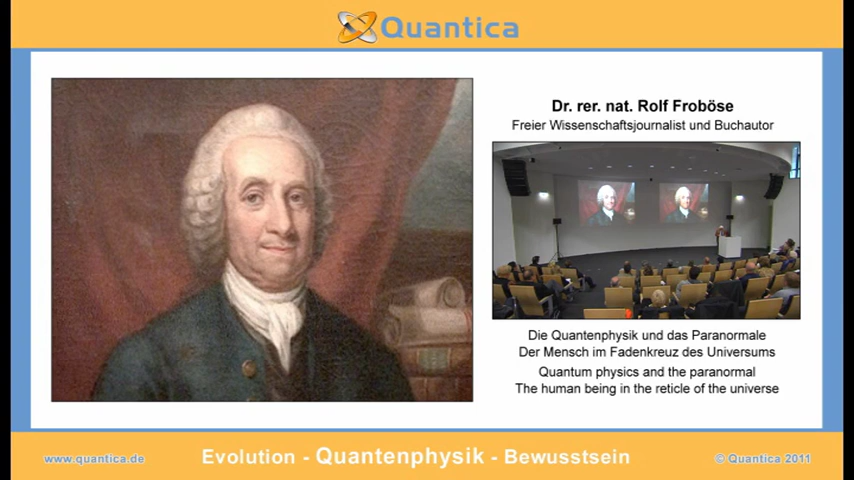 Quantica
Dr. rer. nat. Rolf Froböse
Freier Wissenschaftsjournalist und Buchautor
Die Quantenphysik und das Paranormale
Der Mensch im Fadenkreuz des Universums
Quantum physics and the paranormal
The human being in the reticle of the universe
www.quantica.de
Evolution - Quantenphysik - Bewusstsein
© Quantica 2011